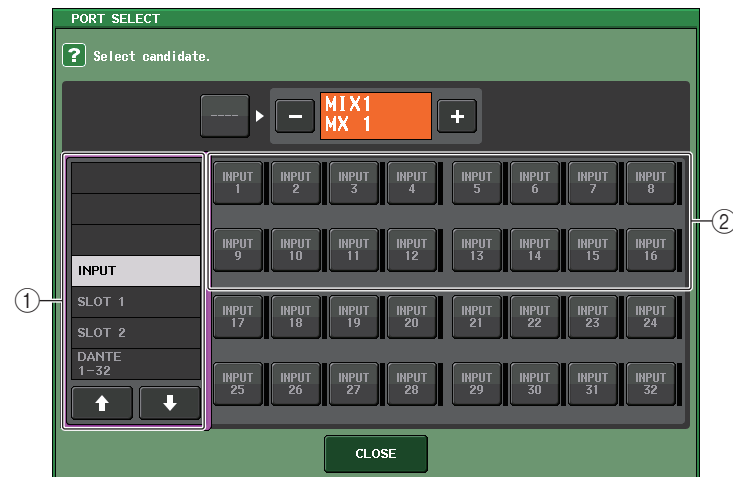 PORT SELECT
? Select candidate.
---- − MIX1 +
MX 1
INPUT
SLOT 1
SLOT 2
DANTE
1-32
INPUT 1 INPUT 2 INPUT 3 INPUT 4 INPUT 5 INPUT 6 INPUT 7 INPUT 8
INPUT 9 INPUT 10 INPUT 11 INPUT 12 INPUT 13 INPUT 14 INPUT 15 INPUT 16
INPUT 17 INPUT 18 INPUT 19 INPUT 20 INPUT 21 INPUT 22 INPUT 23 INPUT 24
INPUT 25 INPUT 26 INPUT 27 INPUT 28 INPUT 29 INPUT 30 INPUT 31 INPUT 32
CLOSE
①
②